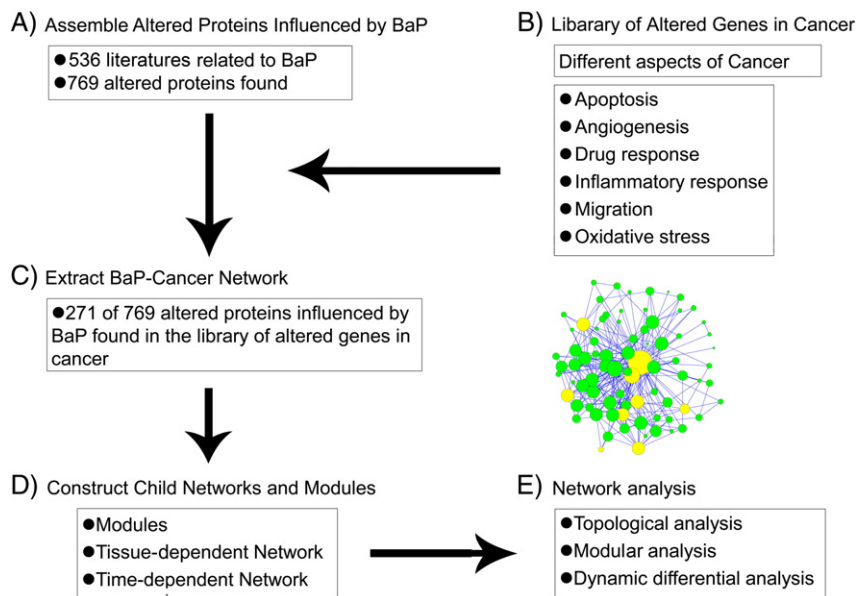 A) Assemble Altered Proteins Influenced by BaP
●536 literatures related to BaP
●769 altered proteins found
B) Libarary of Altered Genes in Cancer
Different aspects of Cancer
●Apoptosis
●Angiogenesis
●Drug response
●Inflammatory response
●Migration
●Oxidative stress
C) Extract BaP-Cancer Network
●271 of 769 altered proteins influenced by
BaP found in the library of altered genes in
cancer
D) Construct Child Networks and Modules
●Modules
●Tissue-dependent Network
●Time-dependent Network
E) Network analysis
●Topological analysis
●Modular analysis
●Dynamic differential analysis